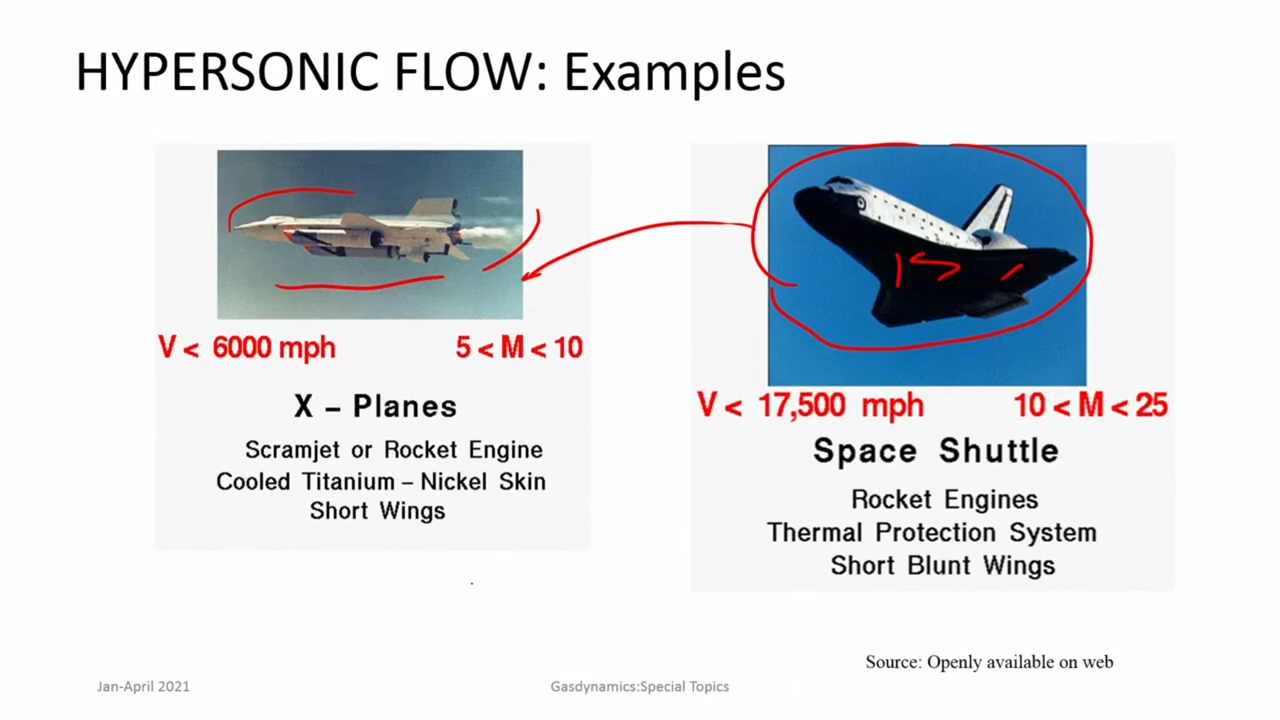 HYPERSONIC FLOW: Examples
V < 6000 mph 5 < M < 10
X – Planes
Scramjet or Rocket Engine
Cooled Titanium – Nickel Skin
Short Wings
V < 17,500 mph 10 < M < 25
Space Shuttle
Rocket Engines
Thermal Protection System
Short Blunt Wings
Source: Openly available on web
Jan-April 2021
Gasdynamics:Special Topics